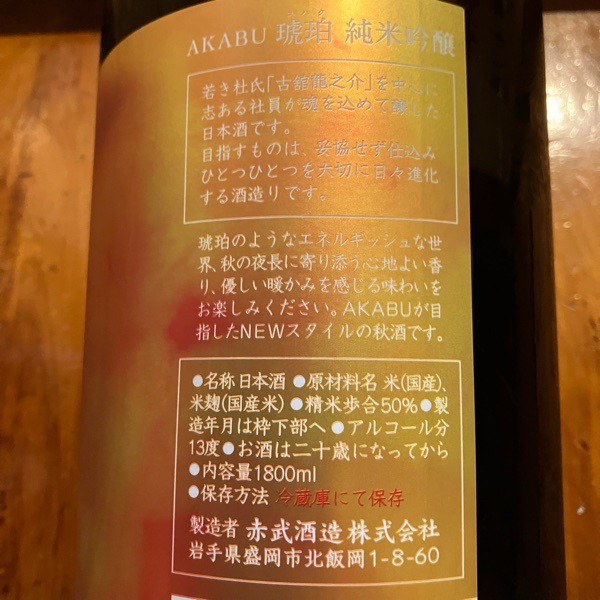 AKABU 琥珀 純米吟醸
若き杜氏「古舘龍之介」を中心に
志ある社員が魂を込めて醸した
日本酒です。
目指すものは、妥協せず仕込み
ひとつひとつを大切に日々進化
する酒造りです。
琥珀のようなエネルギッシュな世
界、秋の夜長に寄り添う心地よい香
り、優しい暖かみを感じる味わいを
お楽しみください。AKABUが目
指したNEWスタイルの秋酒です。
●名称 日本酒 ●原材料名 米(国産)、
米麹(国産米) ●精米歩合50% ●製
造年月は枠下部へ ●アルコール分
13度 ●お酒は二十歳になってから
●内容量1800ml
●保存方法 冷蔵庫にて保存
製造者 赤武酒造株式会社
岩手県盛岡市北飯岡1-8-60